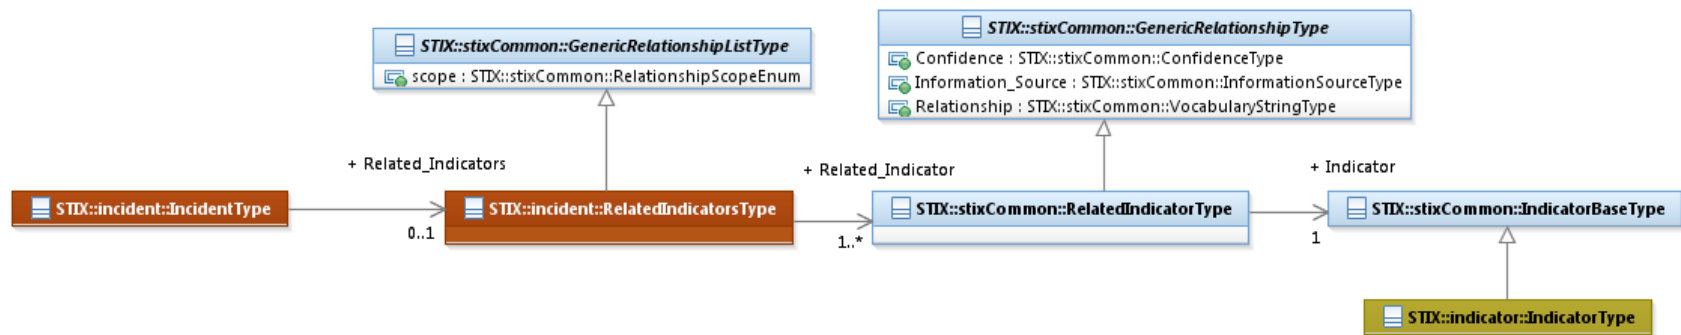 STIX::stixCommon::GenericRelationshipListType
scope : STIX::stixCommon::RelationshipScopeEnum
STIX::stixCommon::GenericRelationshipType
Confidence : STIX::stixCommon::ConfidenceType
Information_Source : STIX::stixCommon::InformationSourceType
Relationship : STIX::stixCommon::VocabularyStringType
+ Related_Indicators
+ Related_Indicator
+ Indicator
STIX::incident::IncidentType
STIX::incident::RelatedIndicatorsType
STIX::stixCommon::RelatedIndicatorType
STIX::stixCommon::IndicatorBaseType
0..1
1..*
1
STIX::indicator::IndicatorType